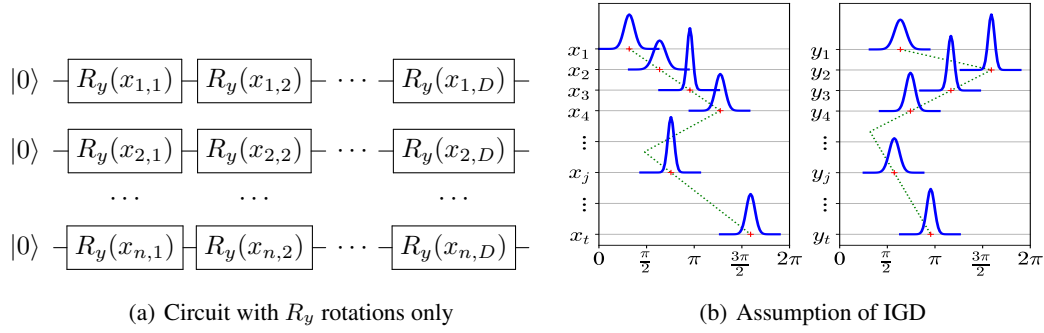 |0⟩ R_y(x_{1,1}) R_y(x_{1,2}) ··· R_y(x_{1,D})
|0⟩ R_y(x_{2,1}) R_y(x_{2,2}) ··· R_y(x_{2,D})
··· ··· ···
|0⟩ R_y(x_{n,1}) R_y(x_{n,2}) ··· R_y(x_{n,D})
(a) Circuit with R_y rotations only
x_1
x_2
x_3
x_4
⋮
x_j
⋮
x_t
0 π/2 π 3π/2 2π
y_1
y_2
y_3
y_4
⋮
y_j
⋮
y_t
0 π/2 π 3π/2 2π
(b) Assumption of IGD